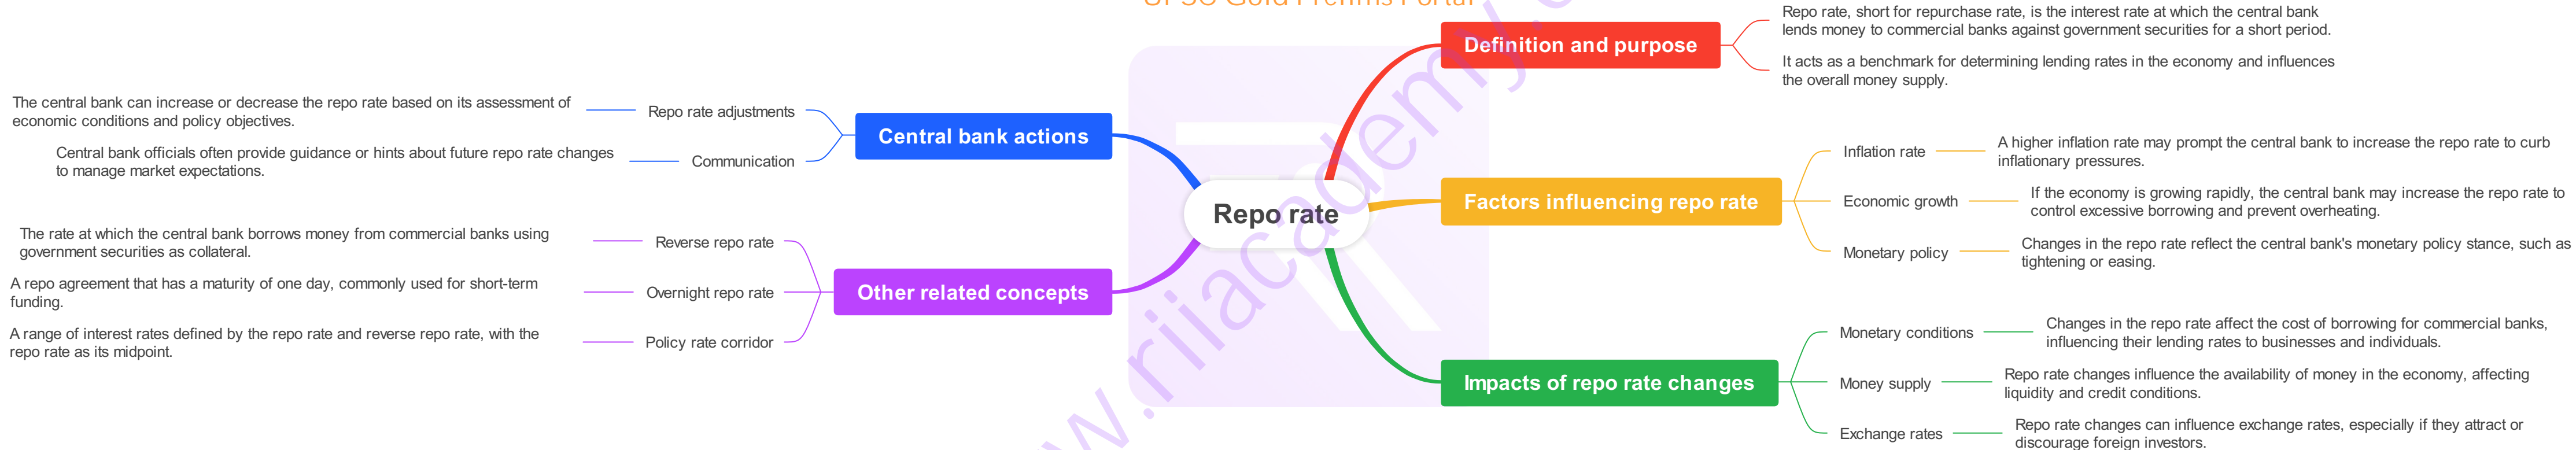 UPSC Gold Prelims Portal
Repo rate
Definition and purpose
Repo rate, short for repurchase rate, is the interest rate at which the central bank
lends money to commercial banks against government securities for a short period.
It acts as a benchmark for determining lending rates in the economy and influences
the overall money supply.
Factors influencing repo rate
Inflation rate
A higher inflation rate may prompt the central bank to increase the repo rate to curb
inflationary pressures.
Economic growth
If the economy is growing rapidly, the central bank may increase the repo rate to
control excessive borrowing and prevent overheating.
Monetary policy
Changes in the repo rate reflect the central bank's monetary policy stance, such as
tightening or easing.
Impacts of repo rate changes
Monetary conditions
Changes in the repo rate affect the cost of borrowing for commercial banks,
influencing their lending rates to businesses and individuals.
Money supply
Repo rate changes influence the availability of money in the economy, affecting
liquidity and credit conditions.
Exchange rates
Repo rate changes can influence exchange rates, especially if they attract or
discourage foreign investors.
Central bank actions
Repo rate adjustments
The central bank can increase or decrease the repo rate based on its assessment of
economic conditions and policy objectives.
Communication
Central bank officials often provide guidance or hints about future repo rate changes
to manage market expectations.
Other related concepts
Reverse repo rate
The rate at which the central bank borrows money from commercial banks using
government securities as collateral.
Overnight repo rate
A repo agreement that has a maturity of one day, commonly used for short-term
funding.
Policy rate corridor
A range of interest rates defined by the repo rate and reverse repo rate, with the
repo rate as its midpoint.